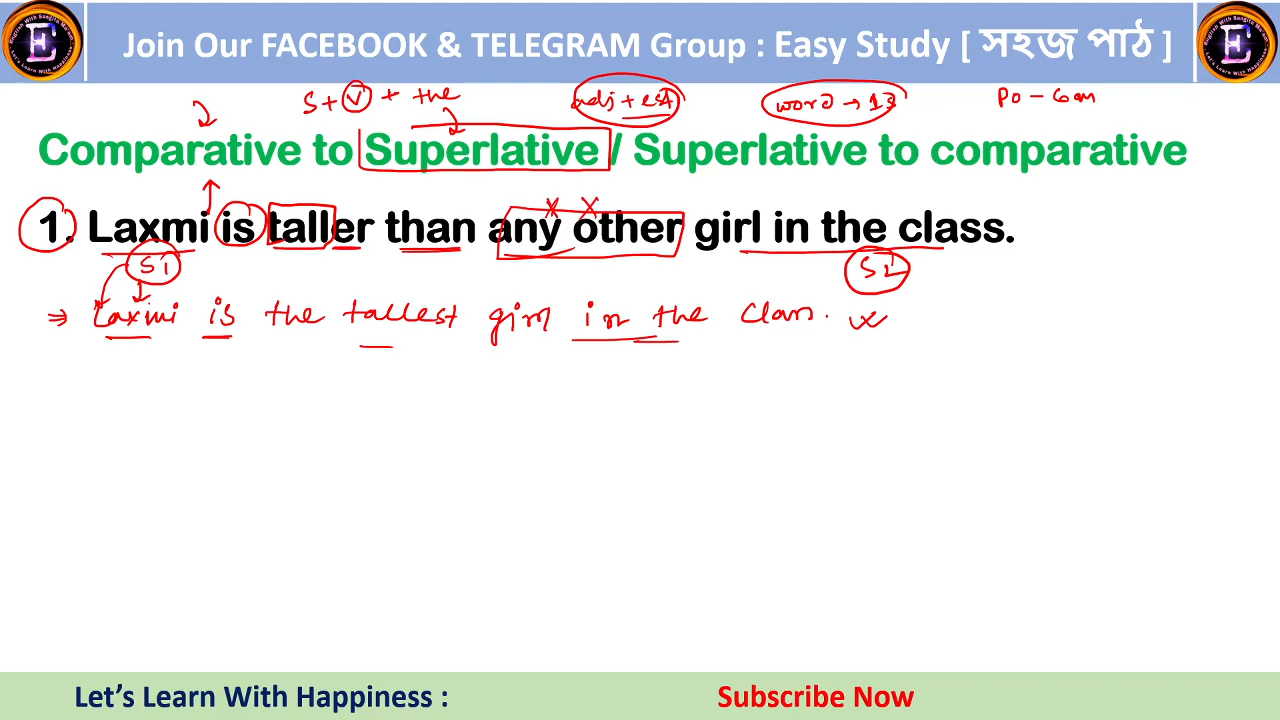 Join Our FACEBOOK & TELEGRAM Group : Easy Study [ সহজ পাঠ ]
S + V + the adj + est word → 13 Po - Com
Comparative to Superlative / Superlative to comparative
1. Laxmi is taller than any other girl in the class.
S1 S2
⇒ Laxmi is the tallest girl in the class.
Let's Learn With Happiness : Subscribe Now